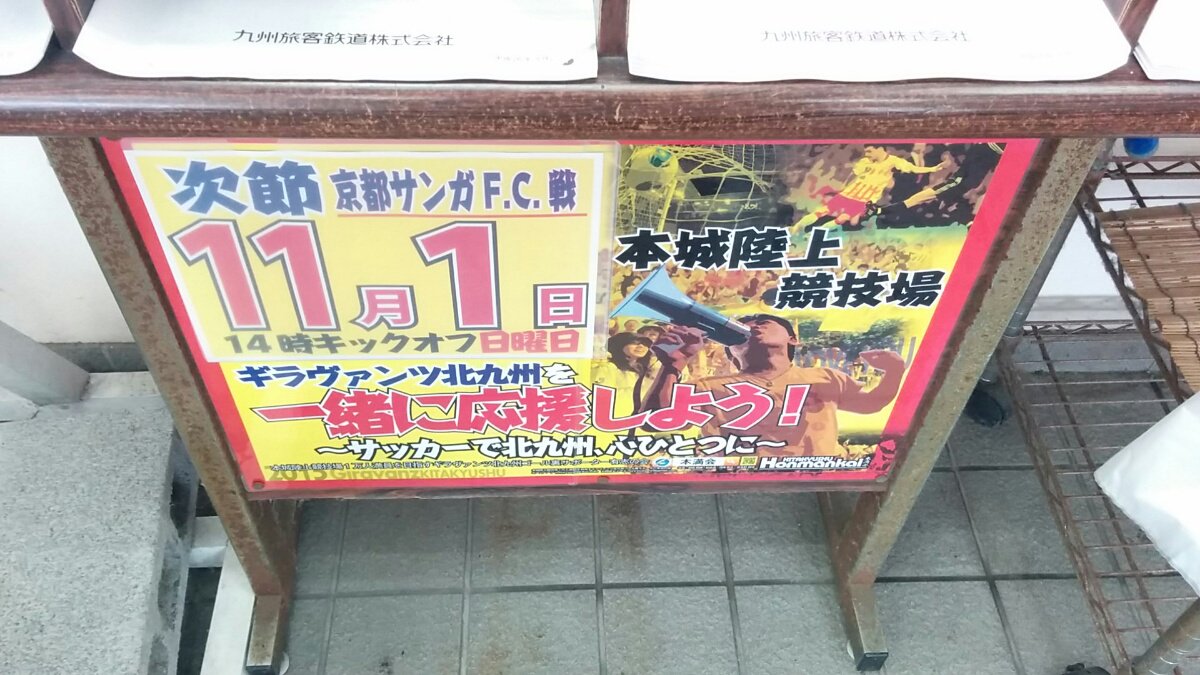 九州旅客鉄道株式会社
九州旅客鉄道株式会社
次節 京都サンガF.C.戦
11月1日
14時キックオフ 日曜日
本城陸上
競技場
ギラヴァンツ北九州を
一緒に応援しよう!
~サッカーで北九州、心ひとつに~
本満会
KITAKYUSHU
Honmankai
2015 Giravanz KITAKYUSHU